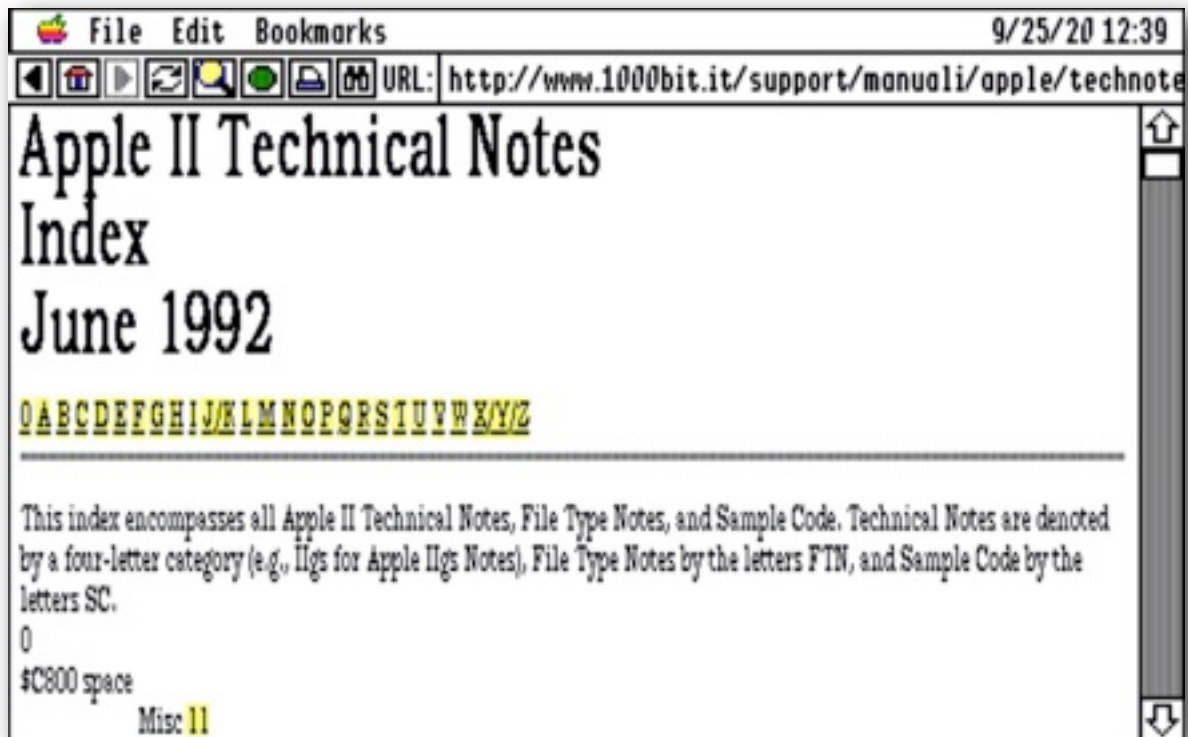 File Edit Bookmarks 9/25/20 12:39
URL: http://www.1000bit.it/support/manuali/apple/technote
Apple II Technical Notes
Index
June 1992
0 A B C D E F G H I J/K L M N O P Q R S T U V W X/Y/Z
This index encompasses all Apple II Technical Notes, File Type Notes, and Sample Code. Technical Notes are denoted
by a four-letter category (e.g., IIgs for Apple IIgs Notes), File Type Notes by the letters FTN, and Sample Code by the
letters SC.
0
$C800 space
Misc 11